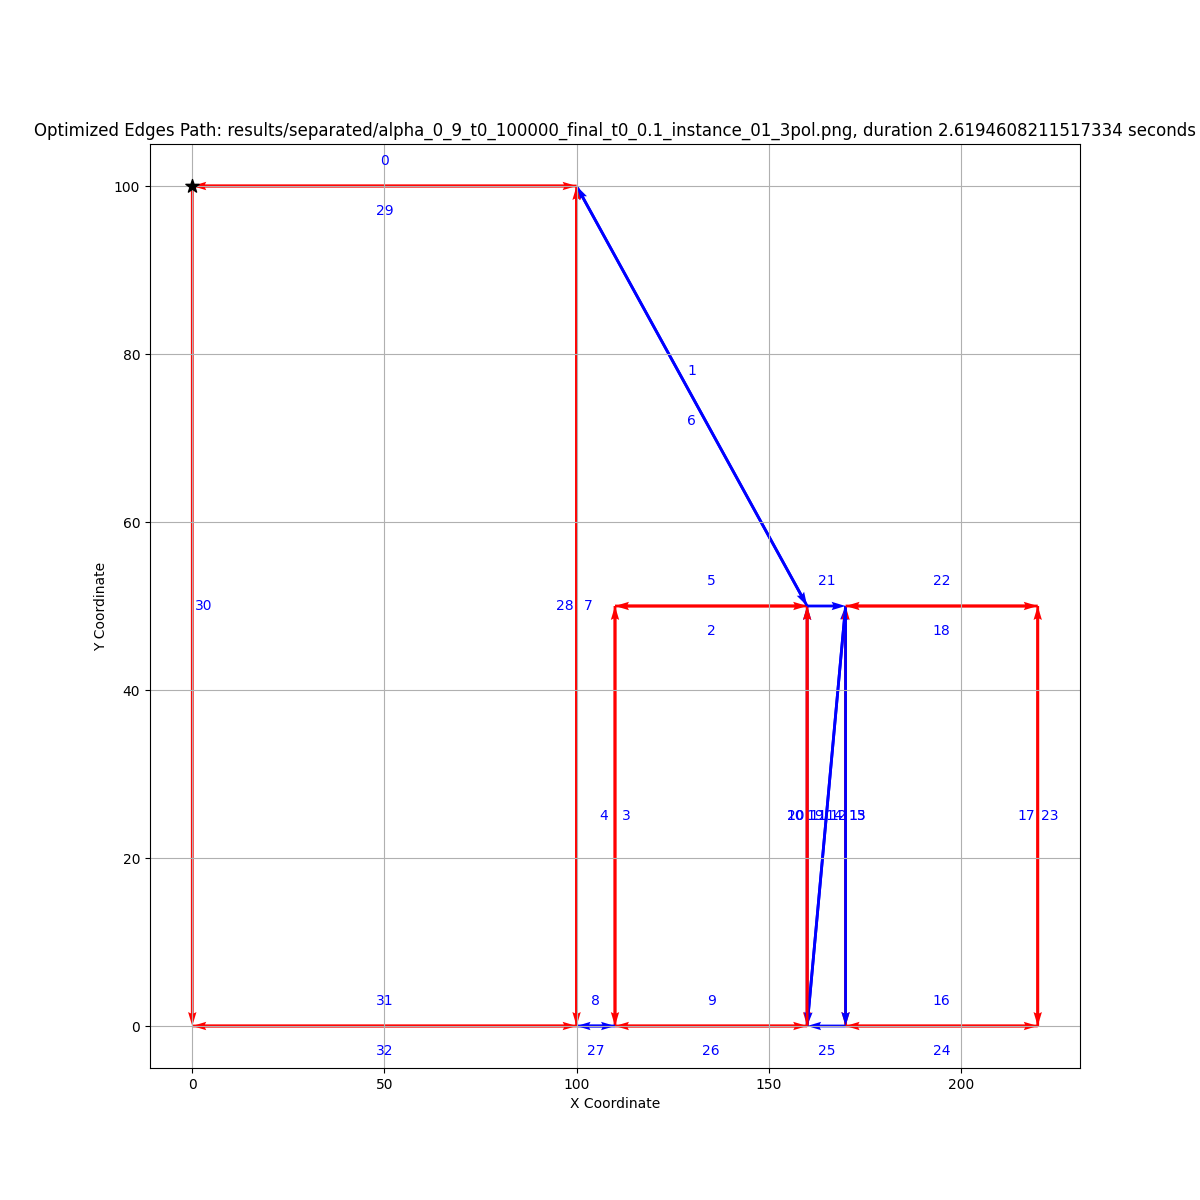 Optimized Edges Path: results/separated/alpha_0_9_t0_100000_final_t0_0.1_instance_01_3pol.png, duration 2.6194608211517334 seconds
0
100
29
80
1
6
60
5 21 22
Y Coordinate
30 28 7
2 18
40
4 3 17 23
20
31 8 9 16
0
32 27 26 25 24
0 50 100 150 200
X Coordinate